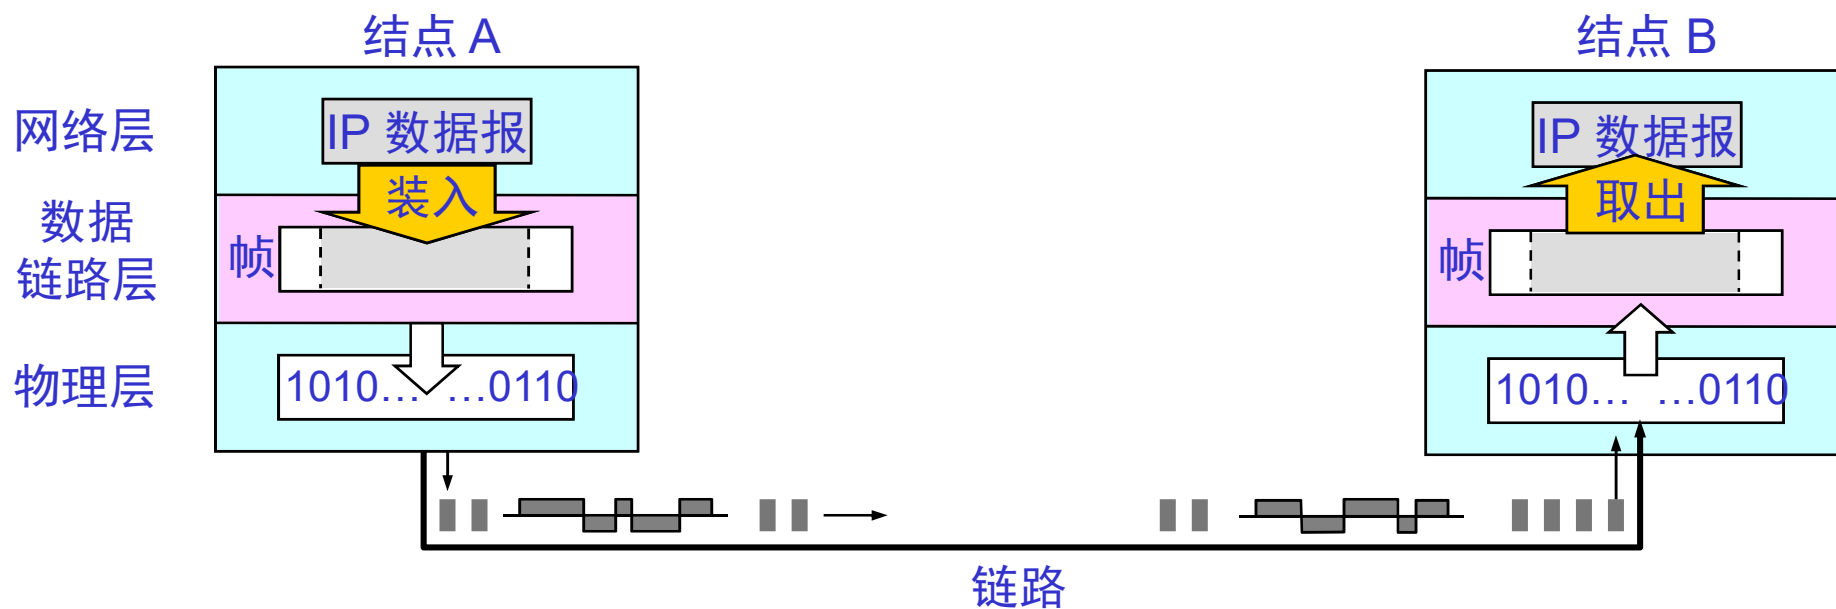 结点 A
结点 B
网络层
IP 数据报
IP 数据报
装入
取出
数据
链路层
帧
帧
物理层
1010… …0110
1010… …0110
链路